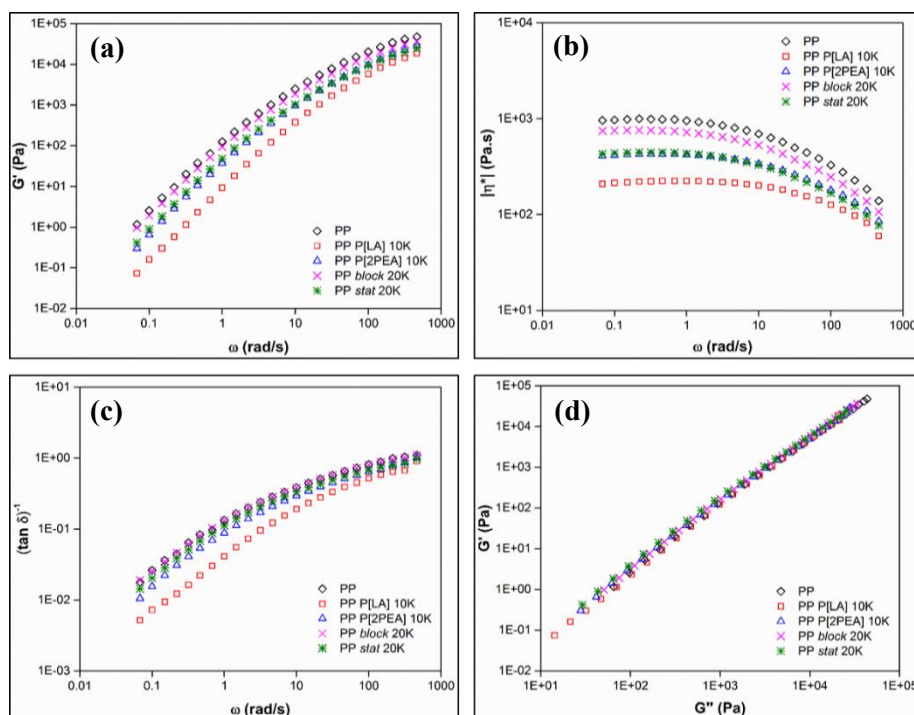 (a)
1E+05
1E+04
1E+03
1E+02
1E+01
1E+00
1E-01
1E-02
G' (Pa)
0.01 0.1 1 10 100 1000
ω (rad/s)
PP
PP P[LA] 10K
PP P[2PEA] 10K
PP block 20K
PP stat 20K
(b)
1E+04
1E+03
1E+02
1E+01
|η*| (Pa.s)
0.01 0.1 1 10 100 1000
ω (rad/s)
PP
PP P[LA] 10K
PP P[2PEA] 10K
PP block 20K
PP stat 20K
(c)
1E+01
1E+00
1E-01
1E-02
1E-03
(tan δ)⁻¹
0.01 0.1 1 10 100 1000
ω (rad/s)
PP
PP P[LA] 10K
PP P[2PEA] 10K
PP block 20K
PP stat 20K
(d)
1E+05
1E+04
1E+03
1E+02
1E+01
1E+00
1E-01
1E-02
G' (Pa)
1E+01 1E+02 1E+03 1E+04 1E+05
G'' (Pa)
PP
PP P[LA] 10K
PP P[2PEA] 10K
PP block 20K
PP stat 20K